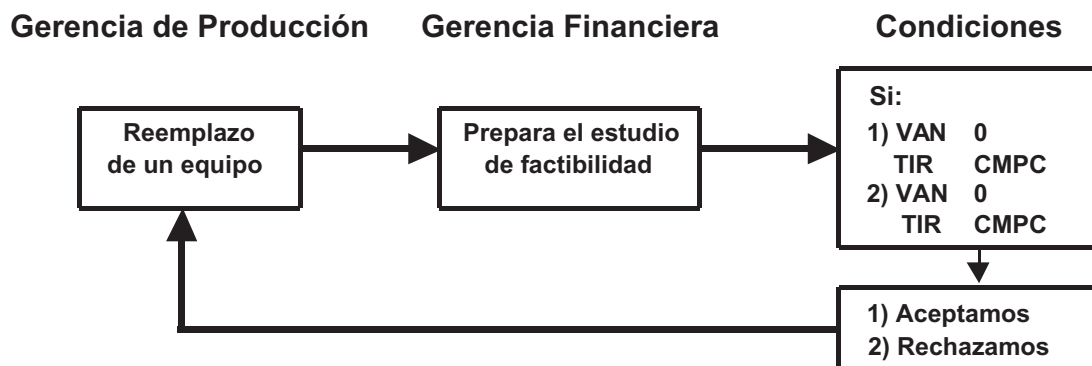 Gerencia de Producción
Gerencia Financiera
Condiciones
Reemplazo
de un equipo
Prepara el estudio
de factibilidad
Si:
1) VAN 0
TIR CMPC
2) VAN 0
TIR CMPC
1) Aceptamos
2) Rechazamos